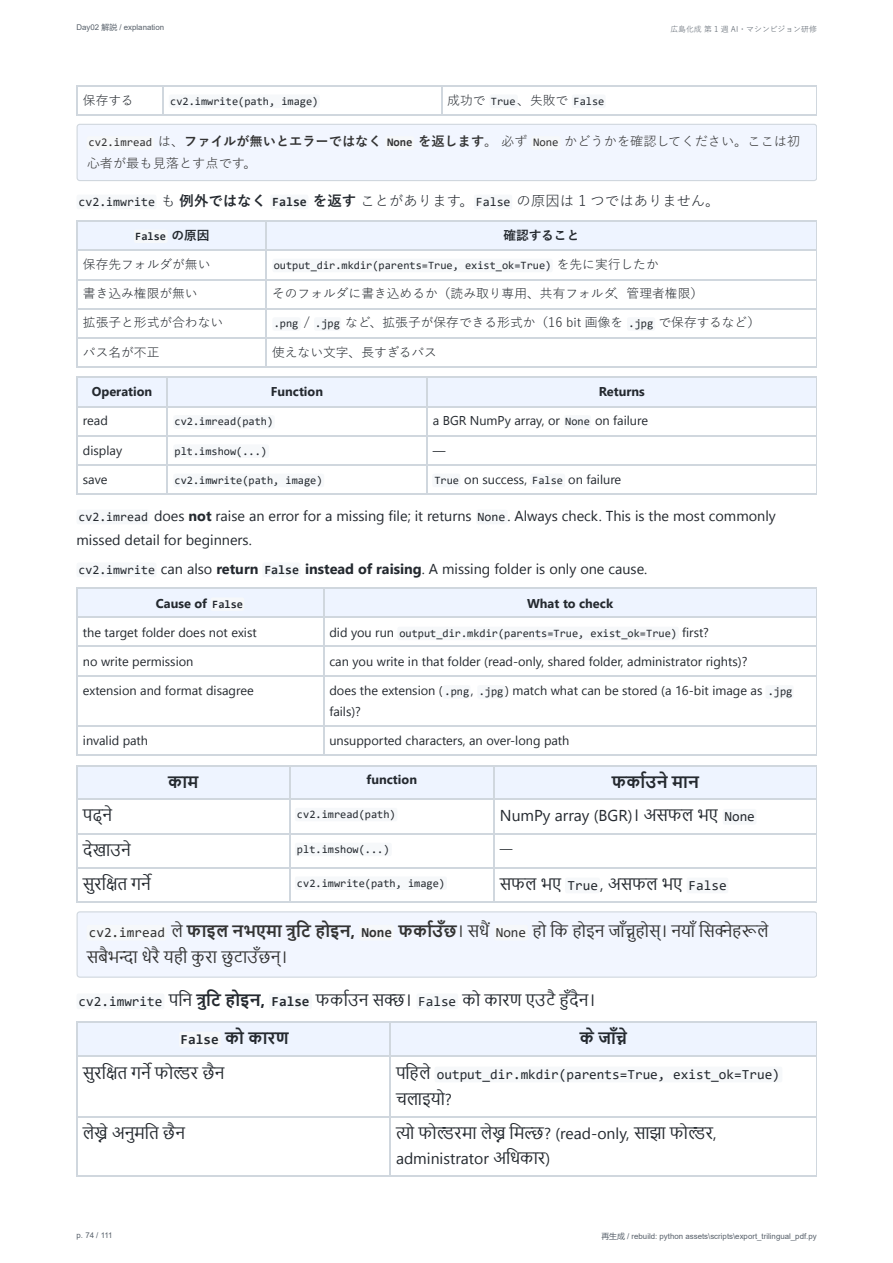 Day02 解説 / explanation
広島化成 第 1 週 AI・マシンビジョン研修
保存する cv2.imwrite(path, image) 成功で True、失敗で False
cv2.imread は、ファイルが無いとエラーではなく None を返します。 必ず None かどうかを確認してください。ここは初
心者が最も見落とす点です。
cv2.imwrite も 例外ではなく False を返す ことがあります。False の原因は 1 つではありません。
False の原因 確認すること
保存先フォルダが無い output_dir.mkdir(parents=True, exist_ok=True) を先に実行したか
書き込み権限が無い そのフォルダに書き込めるか（読み取り専用、共有フォルダ、管理者権限）
拡張子と形式が合わない .png / .jpg など、拡張子が保存できる形式か（16 bit 画像を .jpg で保存するなど）
パス名が不正 使えない文字、長すぎるパス
Operation Function Returns
read cv2.imread(path) a BGR NumPy array, or None on failure
display plt.imshow(...) —
save cv2.imwrite(path, image) True on success, False on failure
cv2.imread does not raise an error for a missing file; it returns None. Always check. This is the most commonly
missed detail for beginners.
cv2.imwrite can also return False instead of raising. A missing folder is only one cause.
Cause of False What to check
the target folder does not exist did you run output_dir.mkdir(parents=True, exist_ok=True) first?
no write permission can you write in that folder (read-only, shared folder, administrator rights)?
extension and format disagree does the extension (.png, .jpg) match what can be stored (a 16-bit image as .jpg
fails)?
invalid path unsupported characters, an over-long path
काम function फर्काउने मान
पढ्ने cv2.imread(path) NumPy array (BGR)। असफल भए None
देखाउने plt.imshow(...) —
सुरक्षित गर्ने cv2.imwrite(path, image) सफल भए True, असफल भए False
cv2.imread ले फाइल नभएमा त्रुटि होइन, None फर्काउँछ। सधैं None हो कि होइन जाँच्नुहोस्। नयाँ सिक्नेहरूले
सबैभन्दा धेरै यही कुरा छुटाउँछन्।
cv2.imwrite पनि त्रुटि होइन, False फर्काउन सक्छ। False को कारण एउटै हुँदैन।
False को कारण के जाँच्ने
सुरक्षित गर्ने फोल्डर छैन पहिले output_dir.mkdir(parents=True, exist_ok=True)
चलाइयो?
लेख्ने अनुमति छैन त्यो फोल्डरमा लेख्न मिल्छ? (read-only, साझा फोल्डर,
administrator अधिकार)
p. 74 / 111
再生成 / rebuild: python assets\scripts\export_trilingual_pdf.py